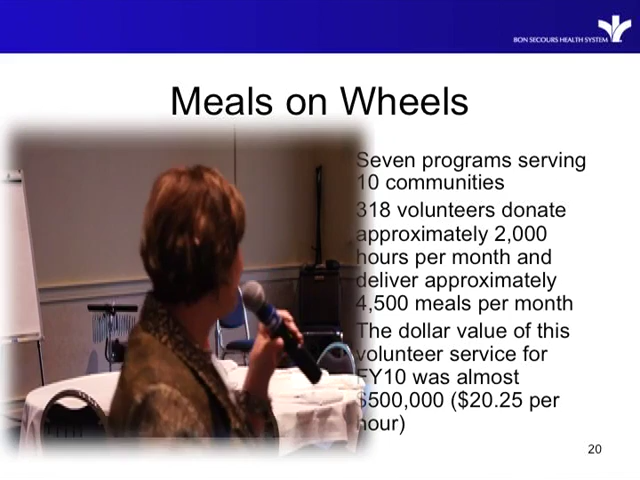 BON SECOURS HEALTH SYSTEM
Meals on Wheels
Seven programs serving
10 communities
318 volunteers donate
approximately 2,000
hours per month and
deliver approximately
4,500 meals per month
The dollar value of this
volunteer service for
FY10 was almost
$500,000 ($20.25 per
hour)
20